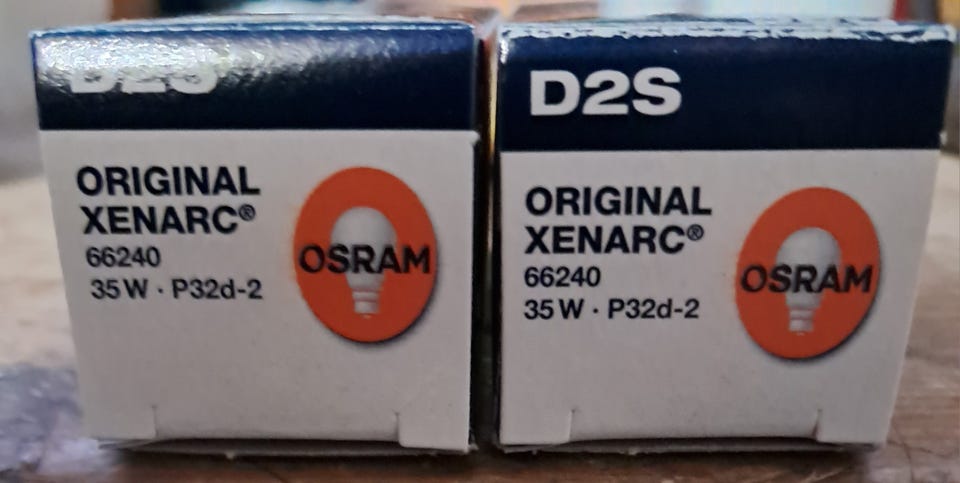 D2S
ORIGINAL
XENARC®
66240
35 W · P32d-2
OSRAM
D2S
ORIGINAL
XENARC®
66240
35 W · P32d-2
OSRAM